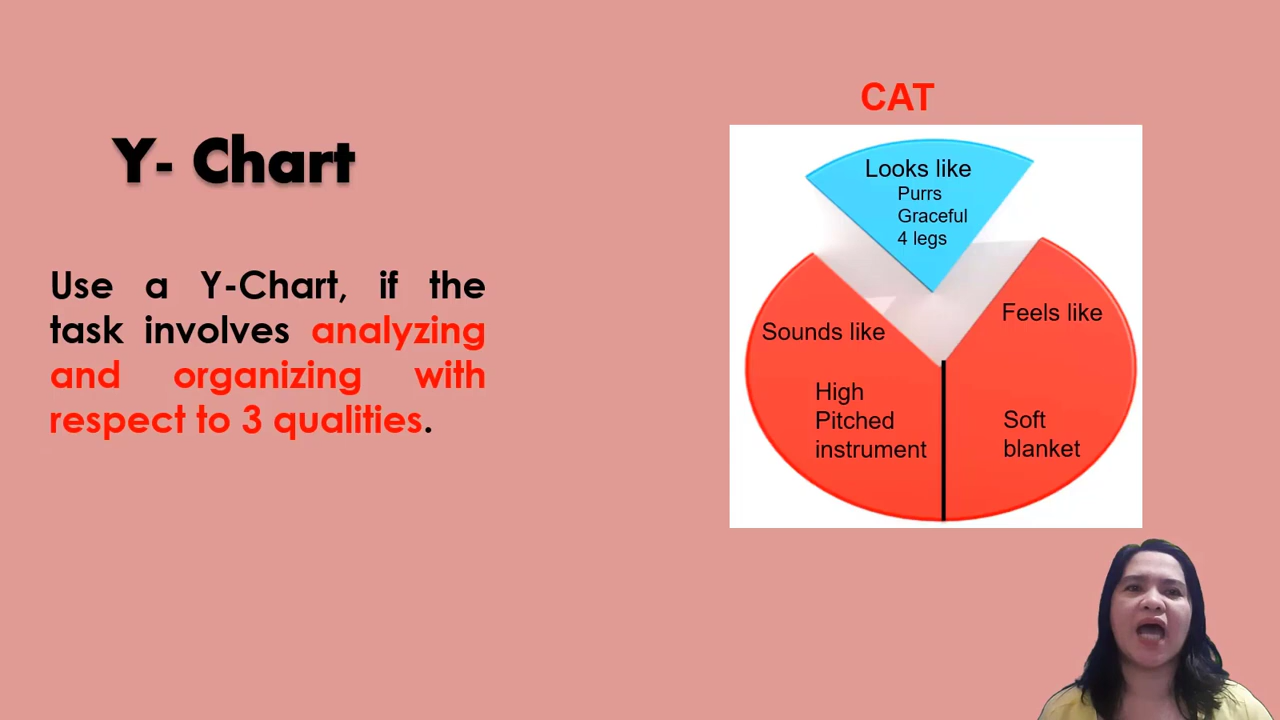 Y- Chart
Use a Y-Chart, if the
task involves analyzing
and organizing with
respect to 3 qualities.
CAT
Looks like
Purrs
Graceful
4 legs
Sounds like
High
Pitched
instrument
Feels like
Soft
blanket